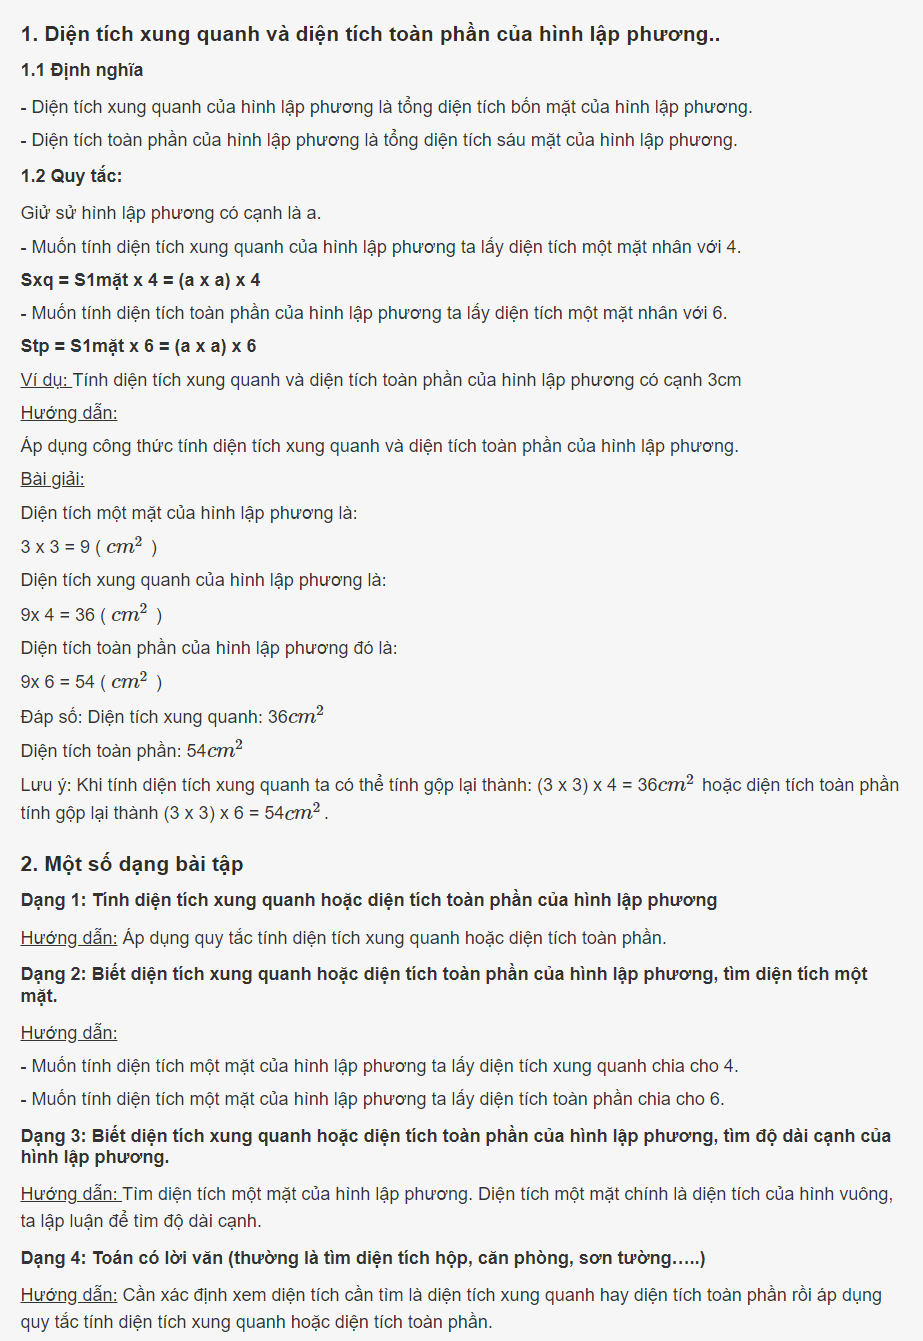 1. Diện tích xung quanh và diện tích toàn phần của hình lập phương..
1.1 Định nghĩa
- Diện tích xung quanh của hình lập phương là tổng diện tích bốn mặt của hình lập phương.
- Diện tích toàn phần của hình lập phương là tổng diện tích sáu mặt của hình lập phương.
1.2 Quy tắc:
Giử sử hình lập phương có cạnh là a.
- Muốn tính diện tích xung quanh của hình lập phương ta lấy diện tích một mặt nhân với 4.
Sxq = S1mặt x 4 = (a x a) x 4
- Muốn tính diện tích toàn phần của hình lập phương ta lấy diện tích một mặt nhân với 6.
Stp = S1mặt x 6 = (a x a) x 6
Ví dụ: Tính diện tích xung quanh và diện tích toàn phần của hình lập phương có cạnh 3cm
Hướng dẫn:
Áp dụng công thức tính diện tích xung quanh và diện tích toàn phần của hình lập phương.
Bài giải:
Diện tích một mặt của hình lập phương là:
3 x 3 = 9 ( cm² )
Diện tích xung quanh của hình lập phương là:
9x 4 = 36 ( cm² )
Diện tích toàn phần của hình lập phương đó là:
9x 6 = 54 ( cm² )
Đáp số: Diện tích xung quanh: 36cm²
Diện tích toàn phần: 54cm²
Lưu ý: Khi tính diện tích xung quanh ta có thể tính gộp lại thành: (3 x 3) x 4 = 36cm² hoặc diện tích toàn phần
tính gộp lại thành (3 x 3) x 6 = 54cm² .
2. Một số dạng bài tập
Dạng 1: Tính diện tích xung quanh hoặc diện tích toàn phần của hình lập phương
Hướng dẫn: Áp dụng quy tắc tính diện tích xung quanh hoặc diện tích toàn phần.
Dạng 2: Biết diện tích xung quanh hoặc diện tích toàn phần của hình lập phương, tìm diện tích một
mặt.
Hướng dẫn:
- Muốn tính diện tích một mặt của hình lập phương ta lấy diện tích xung quanh chia cho 4.
- Muốn tính diện tích một mặt của hình lập phương ta lấy diện tích toàn phần chia cho 6.
Dạng 3: Biết diện tích xung quanh hoặc diện tích toàn phần của hình lập phương, tìm độ dài cạnh của
hình lập phương.
Hướng dẫn: Tìm diện tích một mặt của hình lập phương. Diện tích một mặt chính là diện tích của hình vuông,
ta lập luận để tìm độ dài cạnh.
Dạng 4: Toán có lời văn (thường là tìm diện tích hộp, căn phòng, sơn tường…..)
Hướng dẫn: Cần xác định xem diện tích cần tìm là diện tích xung quanh hay diện tích toàn phần rồi áp dụng
quy tắc tính diện tích xung quanh hoặc diện tích toàn phần.